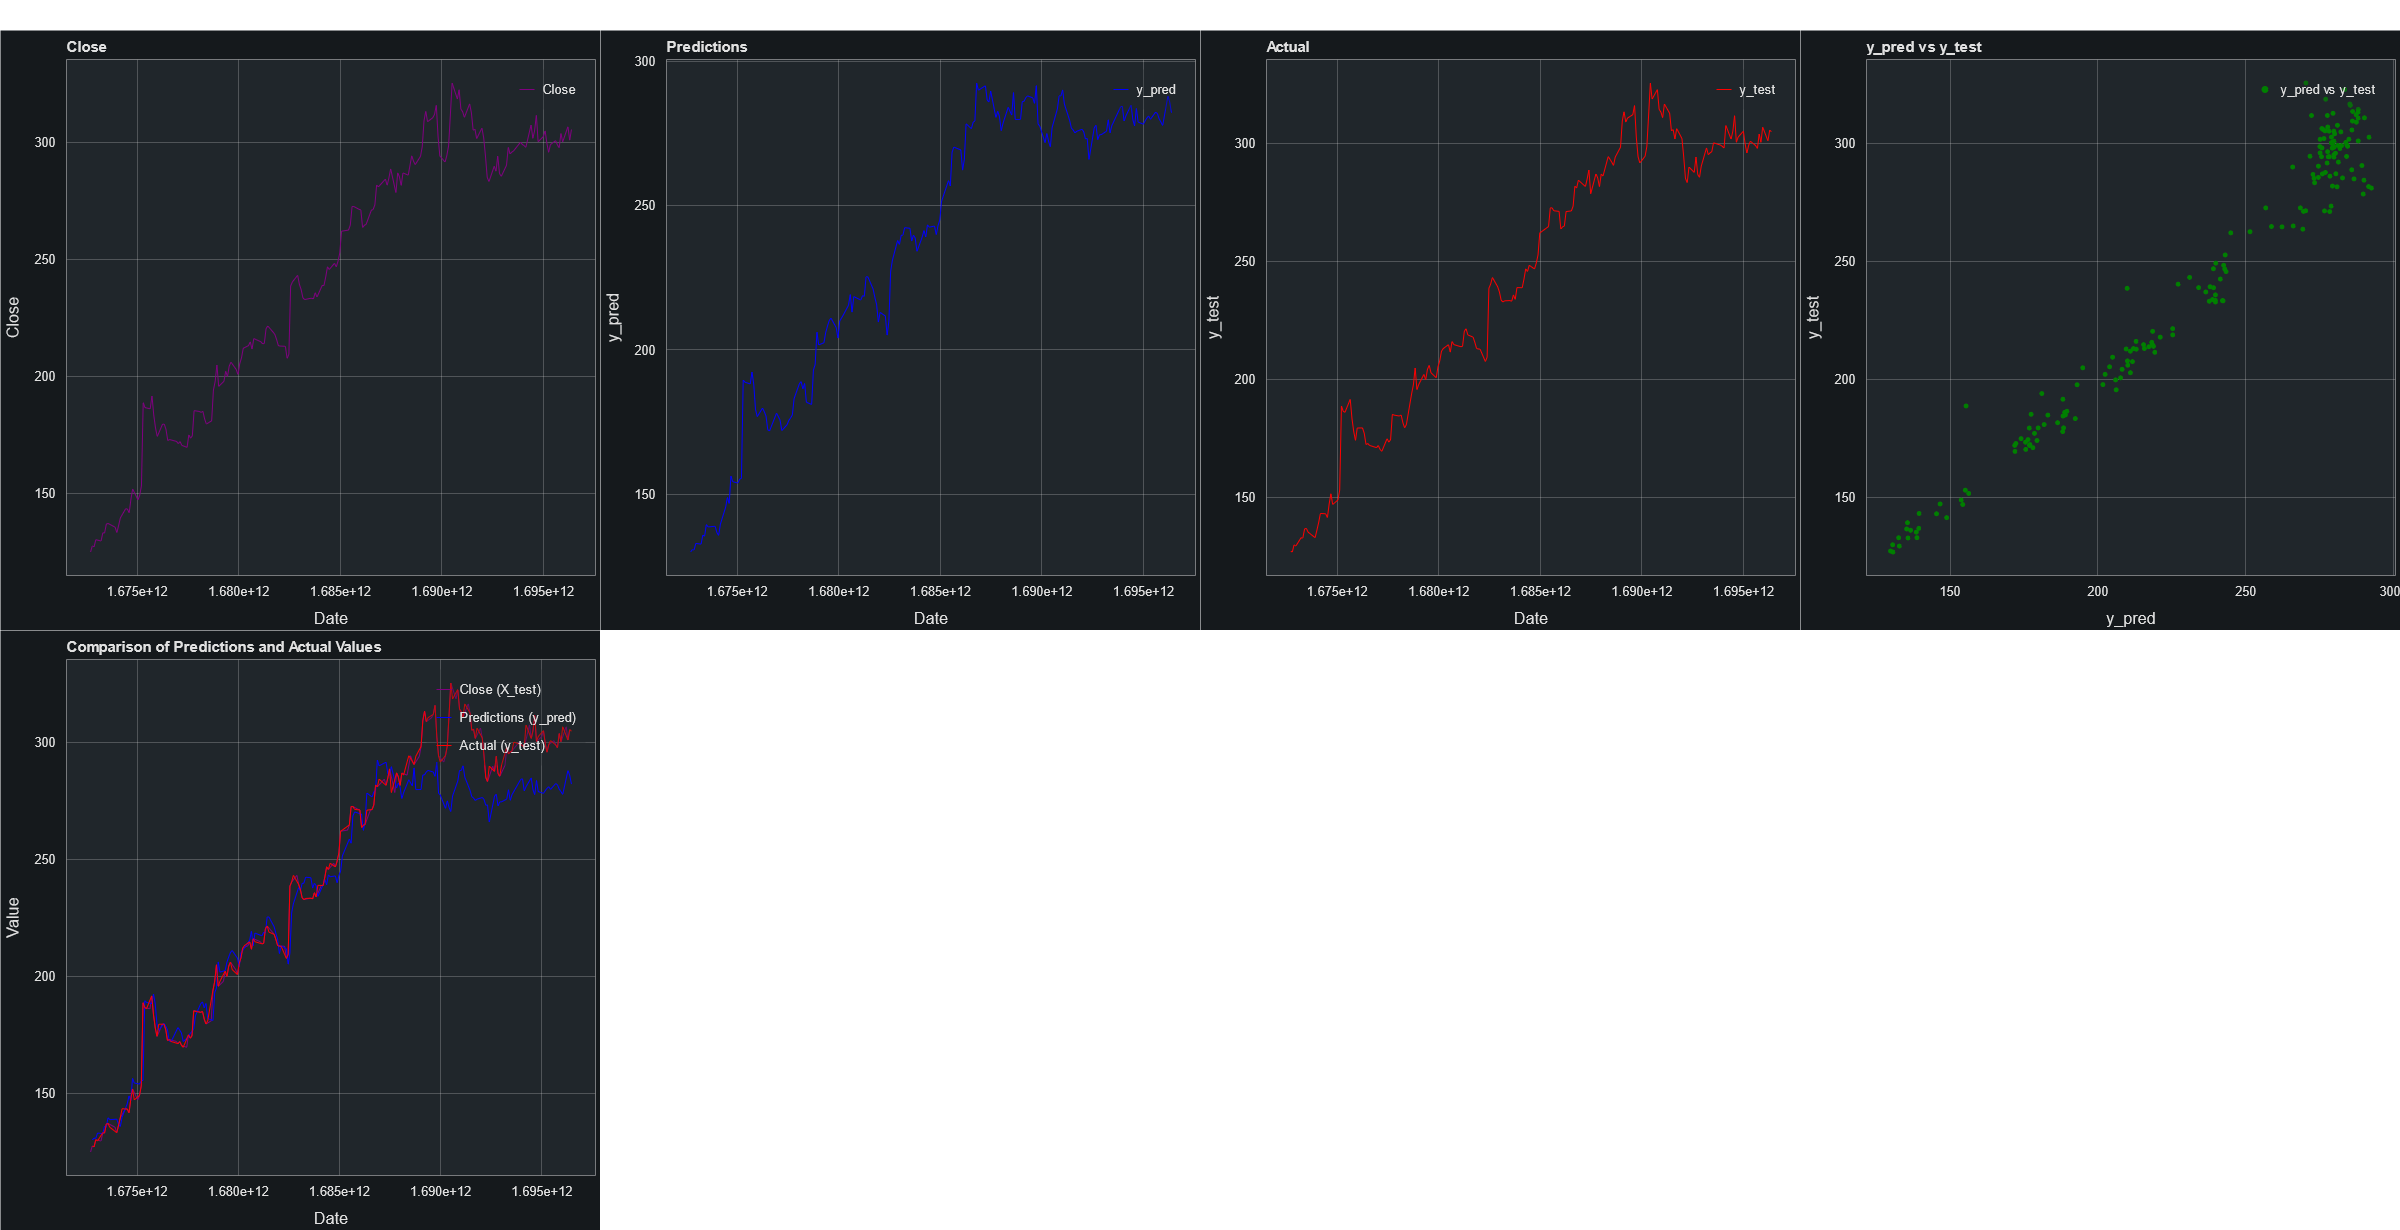 Close
Close
300
250
200
150
Close
1.675e+12 1.680e+12 1.685e+12 1.690e+12 1.695e+12
Date
Predictions
y_pred
300
250
200
150
y_pred
1.675e+12 1.680e+12 1.685e+12 1.690e+12 1.695e+12
Date
Actual
y_test
300
250
200
150
y_test
1.675e+12 1.680e+12 1.685e+12 1.690e+12 1.695e+12
Date
y_pred vs y_test
y_pred vs y_test
300
250
200
150
y_test
150 200 250 300
y_pred
Comparison of Predictions and Actual Values
Close (X_test)
Predictions (y_pred)
Actual (y_test)
300
250
200
150
Value
1.675e+12 1.680e+12 1.685e+12 1.690e+12 1.695e+12
Date